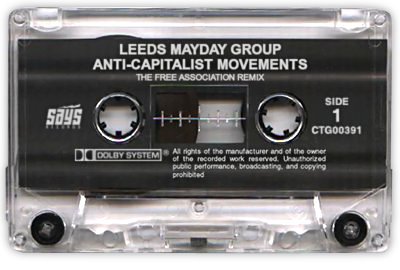 LEEDS MAYDAY GROUP
ANTI-CAPITALIST MOVEMENTS
THE FREE ASSOCIATION REMIX
says
RECORDS
SIDE
1
CTG00391
DOLBY SYSTEM®
All rights of the manufacturer and of the owner
of the recorded work reserved. Unauthorized
public performance, broadcasting, and copying
prohibited